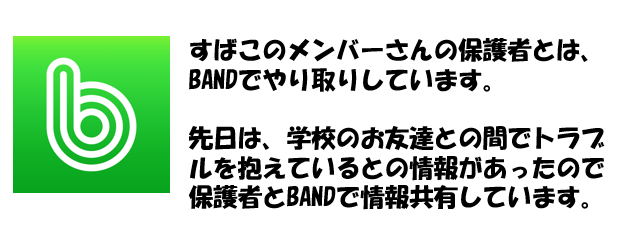 すばこのメンバーさんの保護者とは、
BANDでやり取りしています。
先日は、学校のお友達との間でトラブ
ルを抱えているとの情報があったので
保護者とBANDで情報共有しています。